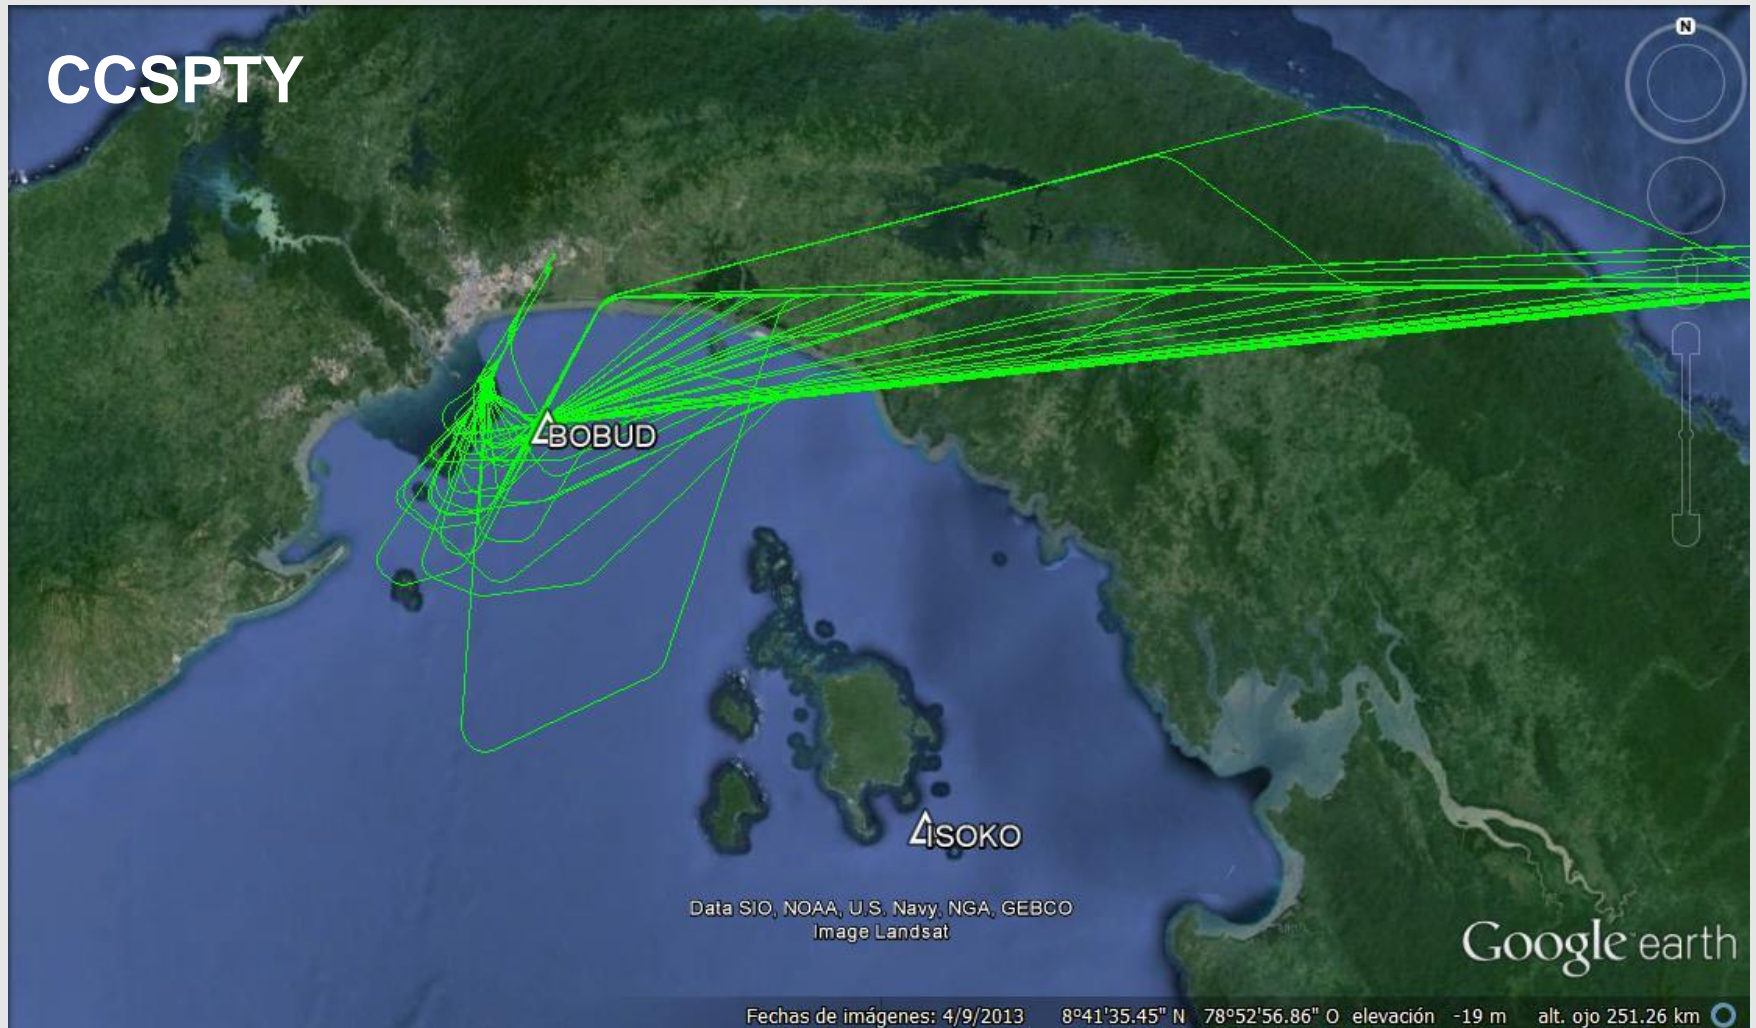 CCSPTY
N
BOBUD
ISOKO
Data SIO, NOAA, U.S. Navy, NGA, GEBCO
Image Landsat
Google earth
Fechas de imágenes: 4/9/2013 8°41'35.45" N 78°52'56.86" O elevación -19 m alt. ojo 251.26 km